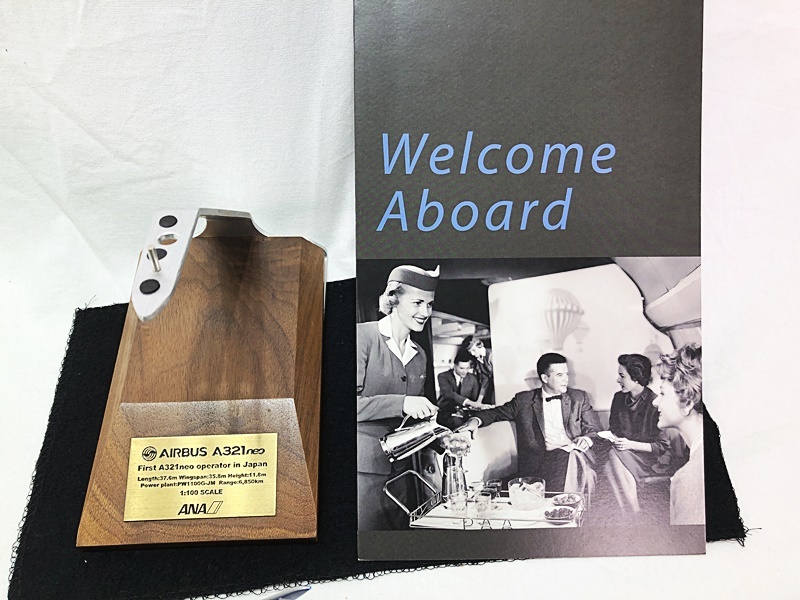 Welcome
Aboard
AIRBUS A321neo
First A321neo operator in Japan
Length:37.6m Wingspan:35.8m Height:11.8m
Power plant:PW1100G-JM Range:6,850km
1:100 SCALE
ANA
PAA